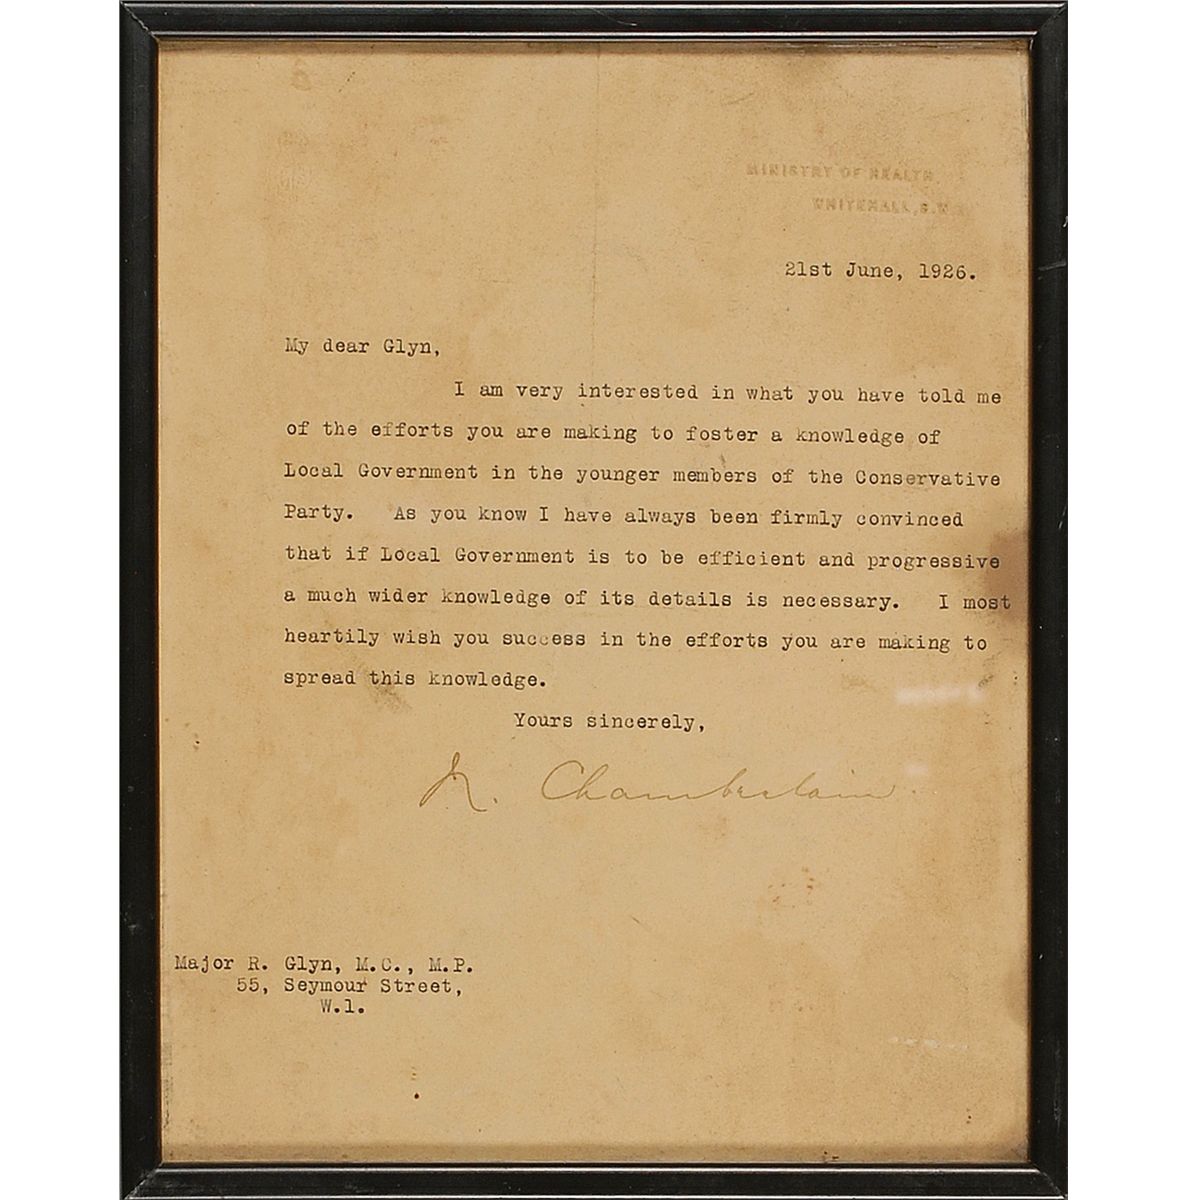 MINISTRY OF HEALTH
WHITEHALL, S.W.
21st June, 1926.
My dear Glyn,
I am very interested in what you have told me
of the efforts you are making to foster a knowledge of
Local Government in the younger members of the Conservative
Party. As you know I have always been firmly convinced
that if Local Government is to be efficient and progressive
a much wider knowledge of its details is necessary. I most
heartily wish you success in the efforts you are making to
spread this knowledge.
Yours sincerely,
N. Chamberlain.
Major R. Glyn, M.C., M.P.
55, Seymour Street,
W.1.